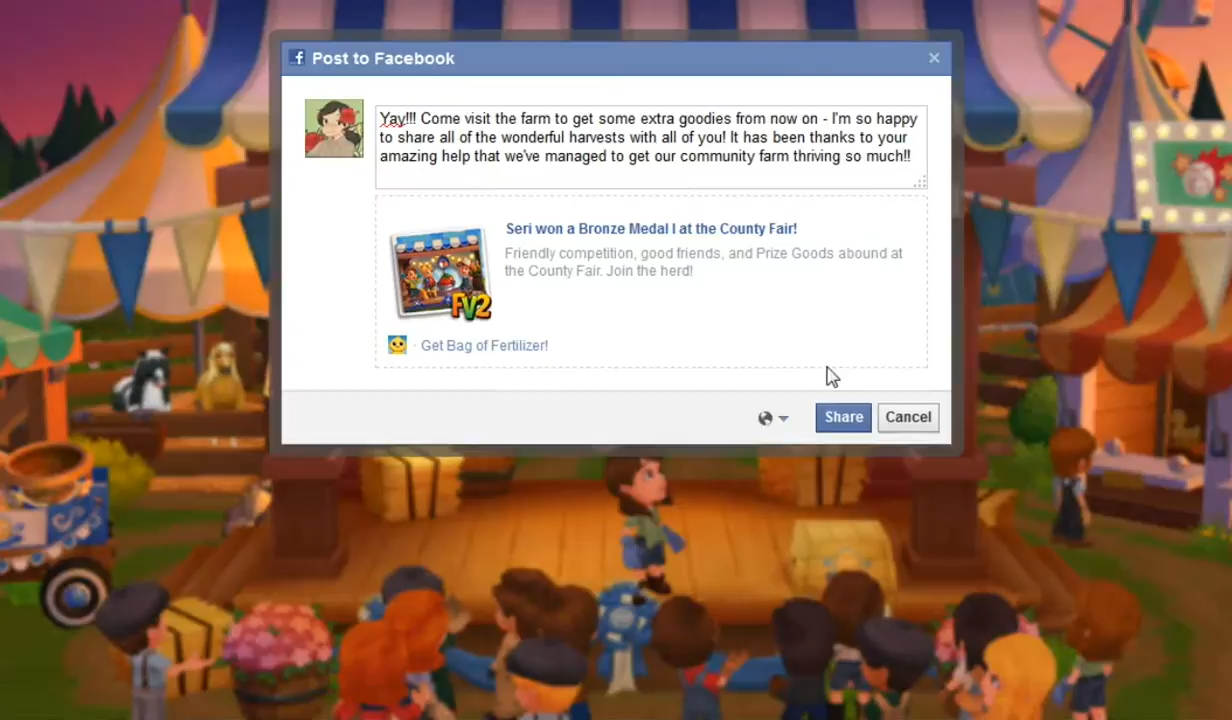 Post to Facebook
Yay!!! Come visit the farm to get some extra goodies from now on - I'm so happy
to share all of the wonderful harvests with all of you! It has been thanks to your
amazing help that we've managed to get our community farm thriving so much!!
Seri won a Bronze Medal I at the County Fair!
Friendly competition, good friends, and Prize Goods abound at
the County Fair. Join the herd!
FV2
· Get Bag of Fertilizer!
Share Cancel